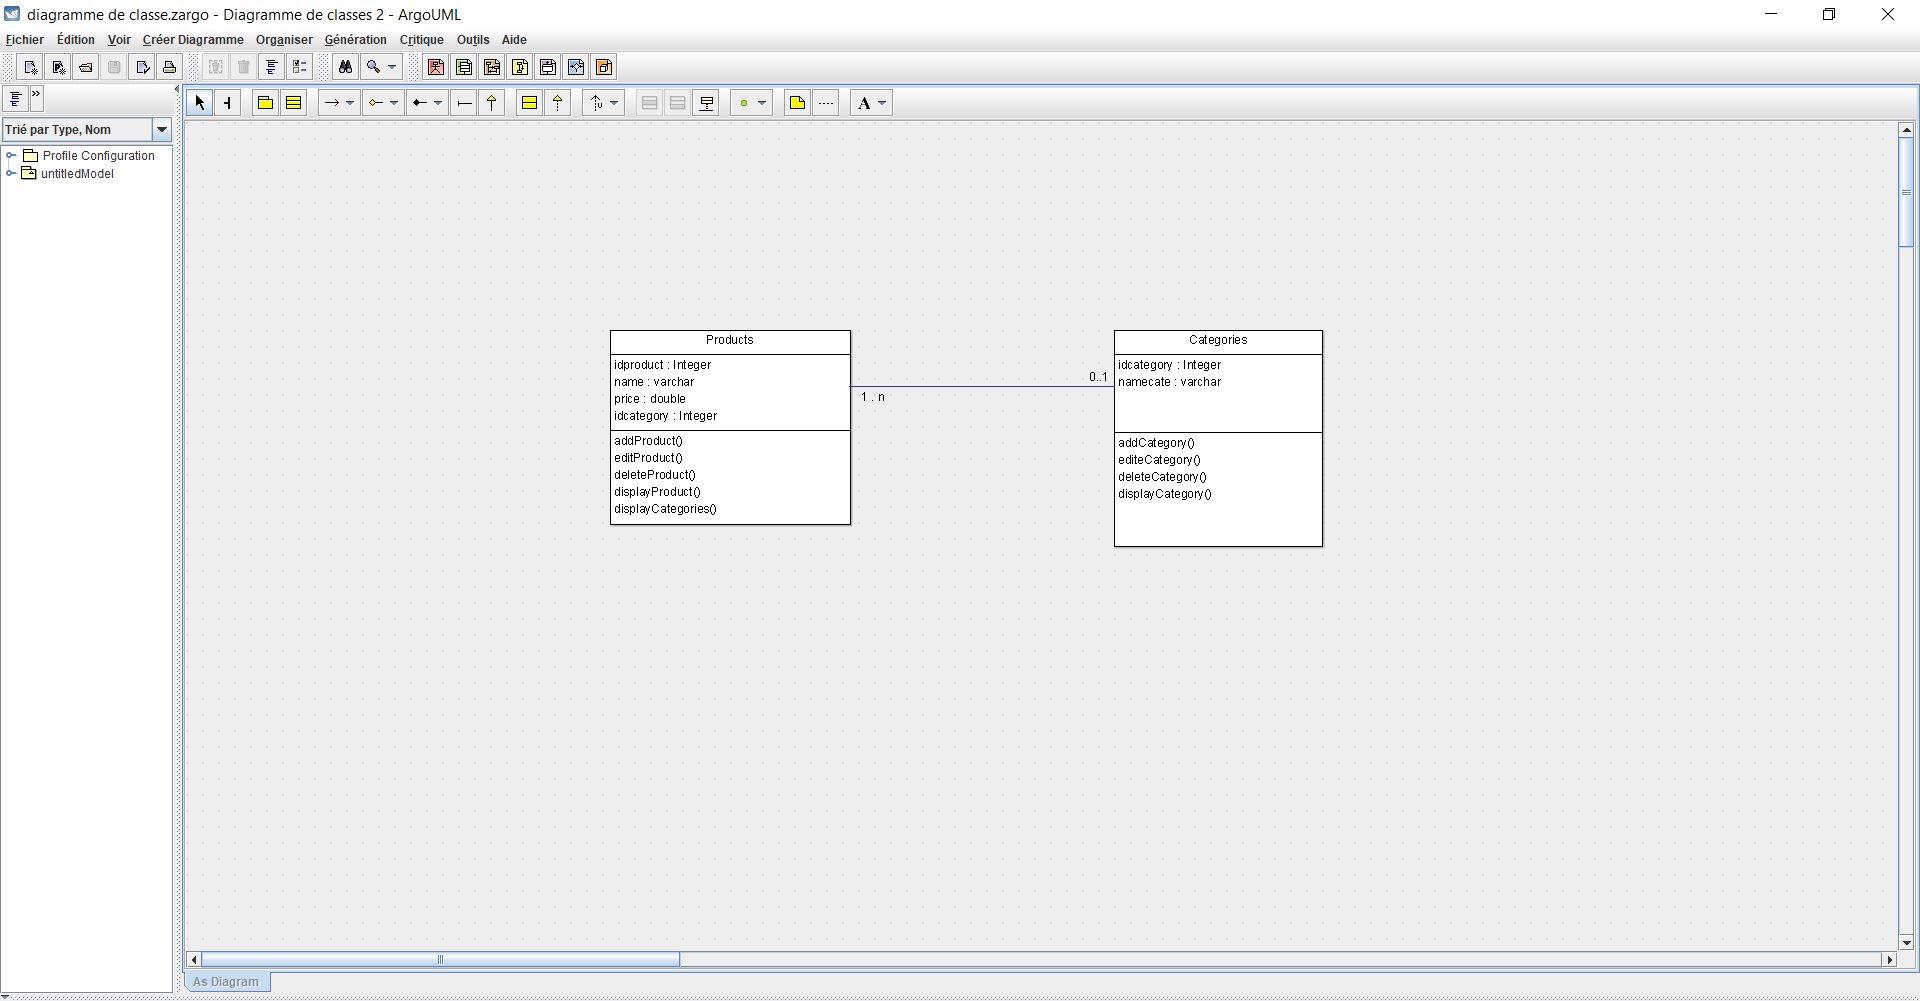 diagramme de classe.zargo - Diagramme de classes 2 - ArgoUML
Fichier Édition Voir Créer Diagramme Organiser Génération Critique Outils Aide
A
Trié par Type, Nom
Profile Configuration
untitledModel
Products
idproduct : Integer
name : varchar
price : double
idcategory : Integer
addProduct()
editProduct()
deleteProduct()
displayProduct()
displayCategories()
1 . n
0..1
Categories
idcategory : Integer
namecate : varchar
addCategory()
editeCategory()
deleteCategory()
displayCategory()
As Diagram